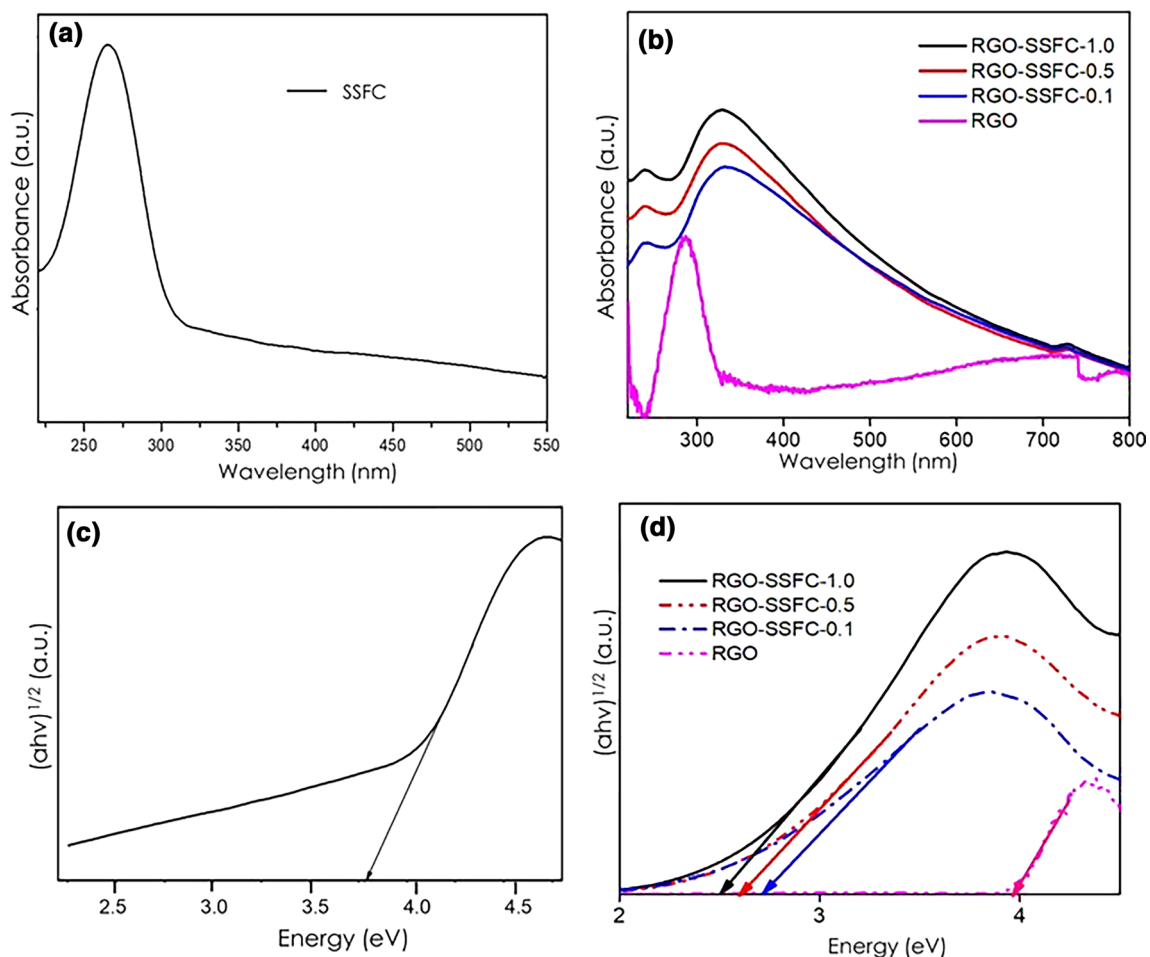 (a)
SSFC
Absorbance (a.u.)
250 300 350 400 450 500 550
Wavelength (nm)
(b)
RGO-SSFC-1.0
RGO-SSFC-0.5
RGO-SSFC-0.1
RGO
Absorbance (a.u.)
300 400 500 600 700 800
Wavelength (nm)
(c)
(ahv)1/2 (a.u.)
2.5 3.0 3.5 4.0 4.5
Energy (eV)
(d)
RGO-SSFC-1.0
RGO-SSFC-0.5
RGO-SSFC-0.1
RGO
(ahv)1/2 (a.u.)
2 3 4
Energy (eV)